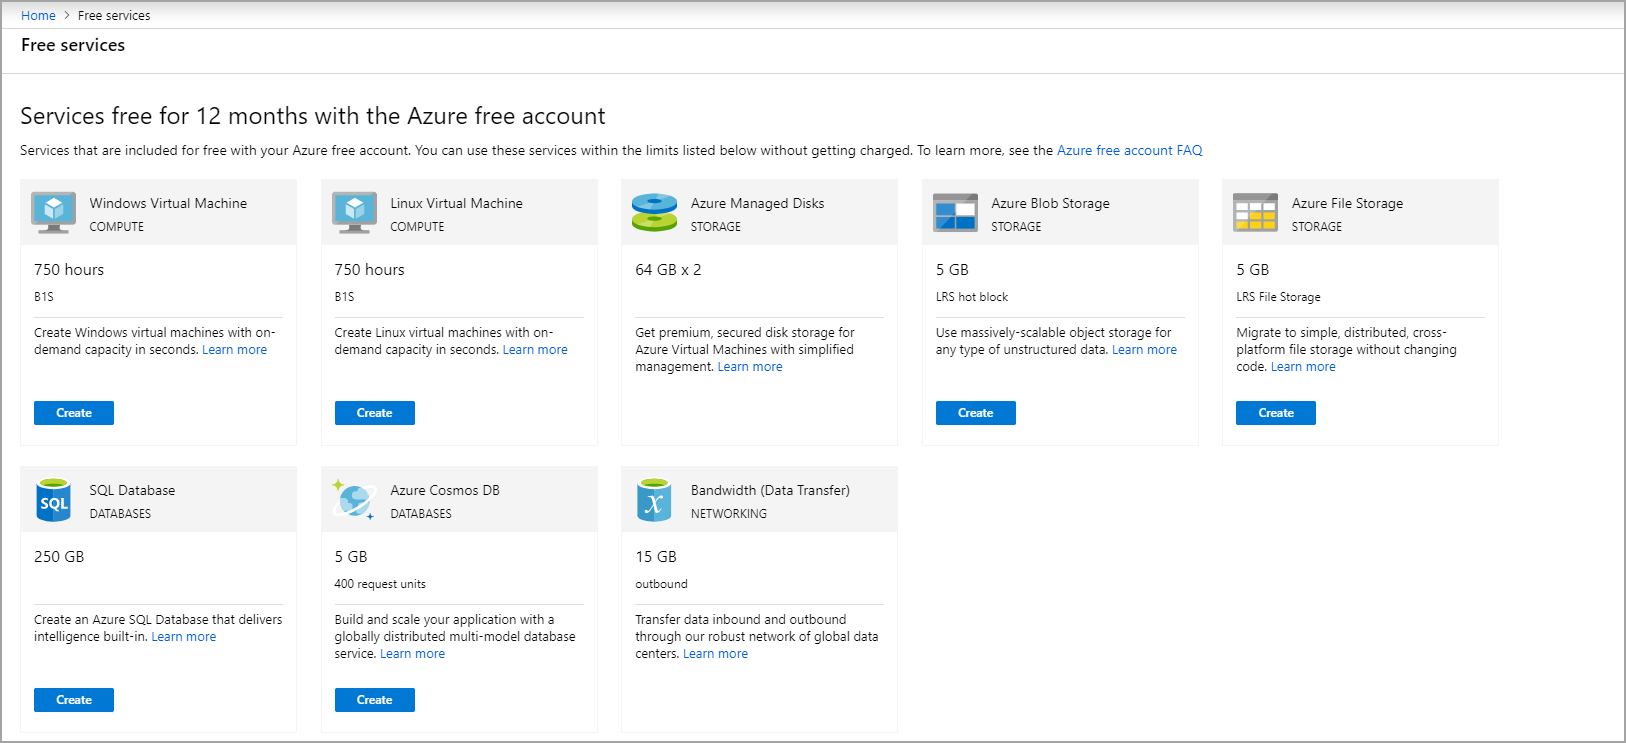 Home > Free services
Free services
Services free for 12 months with the Azure free account
Services that are included for free with your Azure free account. You can use these services within the limits listed below without getting charged. To learn more, see the Azure free account FAQ
Windows Virtual Machine
COMPUTE
750 hours
B1S
Create Windows virtual machines with on-
demand capacity in seconds. Learn more
Create
Linux Virtual Machine
COMPUTE
750 hours
B1S
Create Linux virtual machines with on-
demand capacity in seconds. Learn more
Create
Azure Managed Disks
STORAGE
64 GB x 2
Get premium, secured disk storage for
Azure Virtual Machines with simplified
management. Learn more
Azure Blob Storage
STORAGE
5 GB
LRS hot block
Use massively-scalable object storage for
any type of unstructured data. Learn more
Create
Azure File Storage
STORAGE
5 GB
LRS File Storage
Migrate to simple, distributed, cross-
platform file storage without changing
code. Learn more
Create
SQL
SQL Database
DATABASES
250 GB
Create an Azure SQL Database that delivers
intelligence built-in. Learn more
Create
Azure Cosmos DB
DATABASES
5 GB
400 request units
Build and scale your application with a
globally distributed multi-model database
service. Learn more
Create
x
Bandwidth (Data Transfer)
NETWORKING
15 GB
outbound
Transfer data inbound and outbound
through our robust network of global data
centers. Learn more